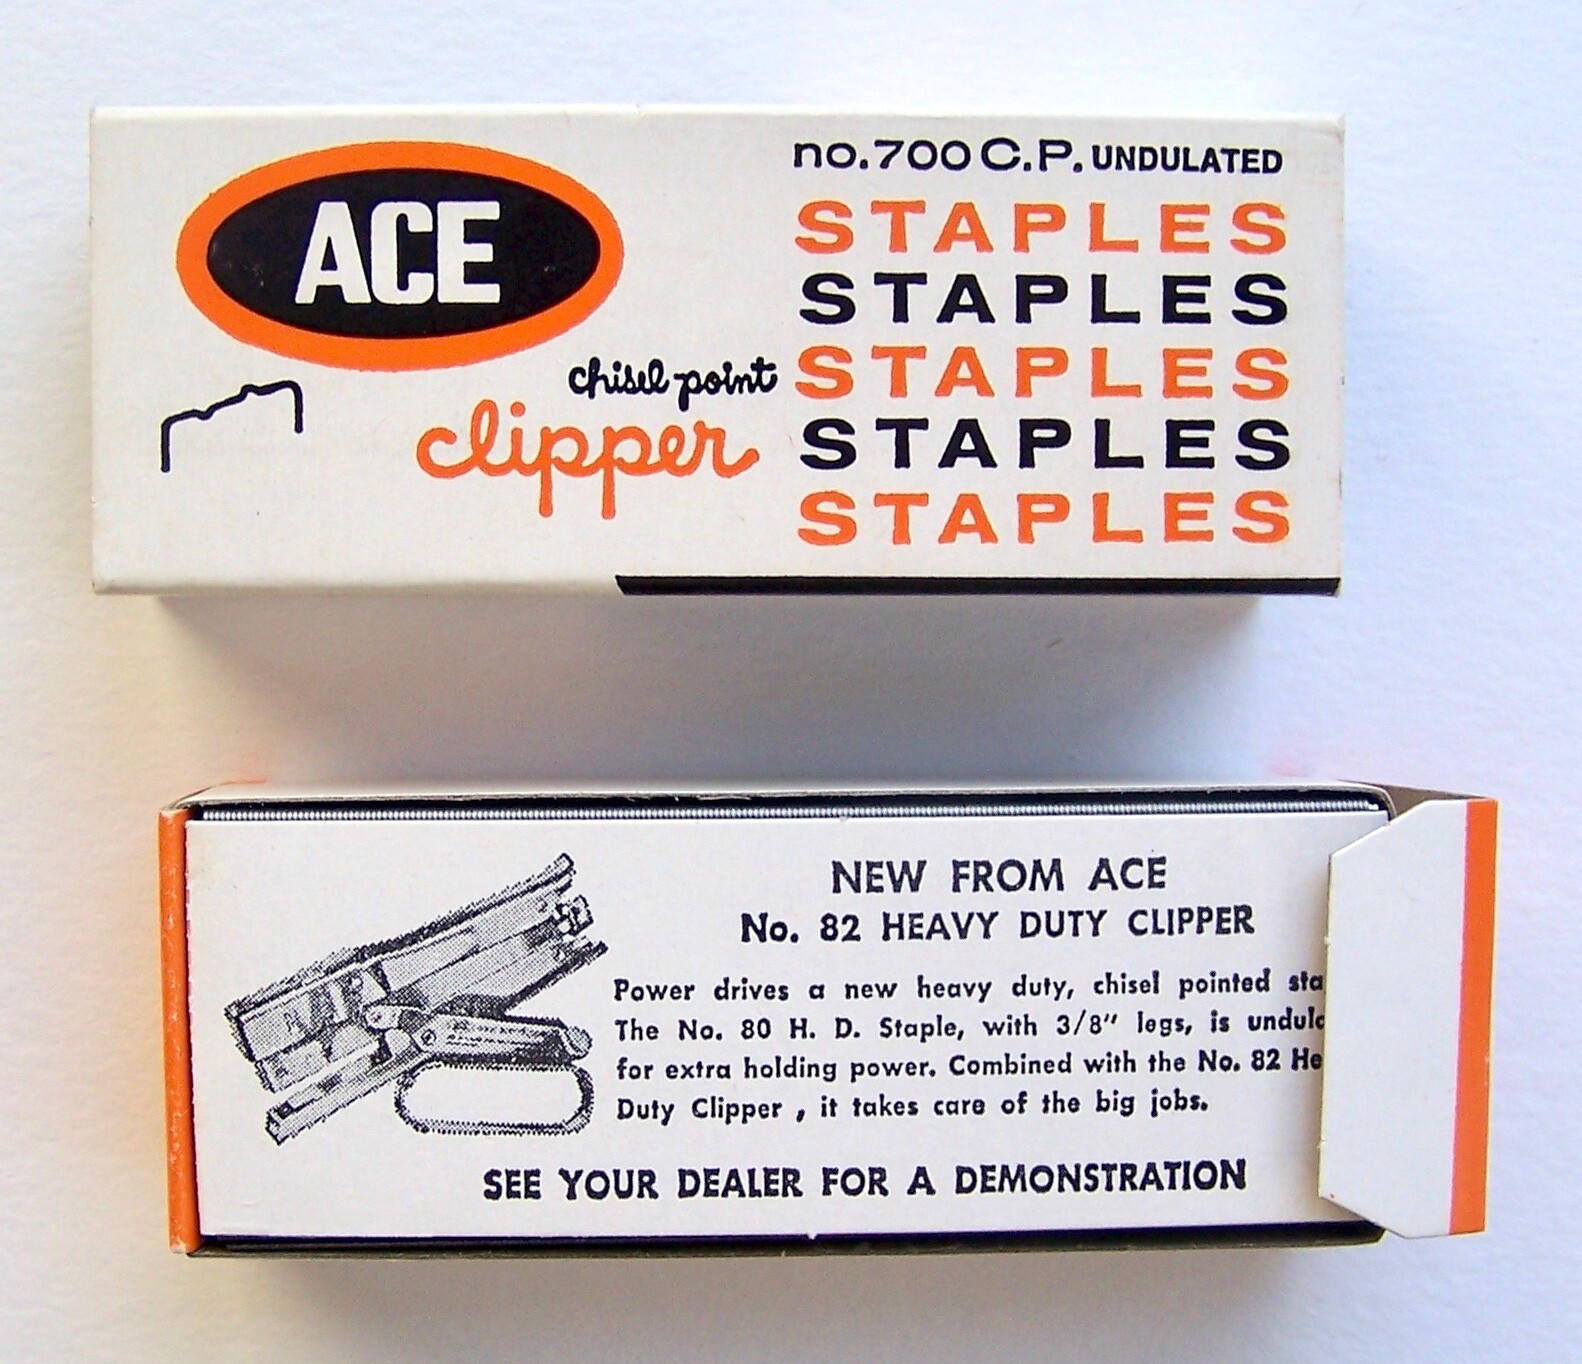 ACE
chisel point
clipper
no.700 C.P. UNDULATED
STAPLES
STAPLES
STAPLES
STAPLES
STAPLES
NEW FROM ACE
No. 82 HEAVY DUTY CLIPPER
Power drives a new heavy duty, chisel pointed sta
The No. 80 H. D. Staple, with 3/8" legs, is undula
for extra holding power. Combined with the No. 82 He
Duty Clipper , it takes care of the big jobs.
SEE YOUR DEALER FOR A DEMONSTRATION